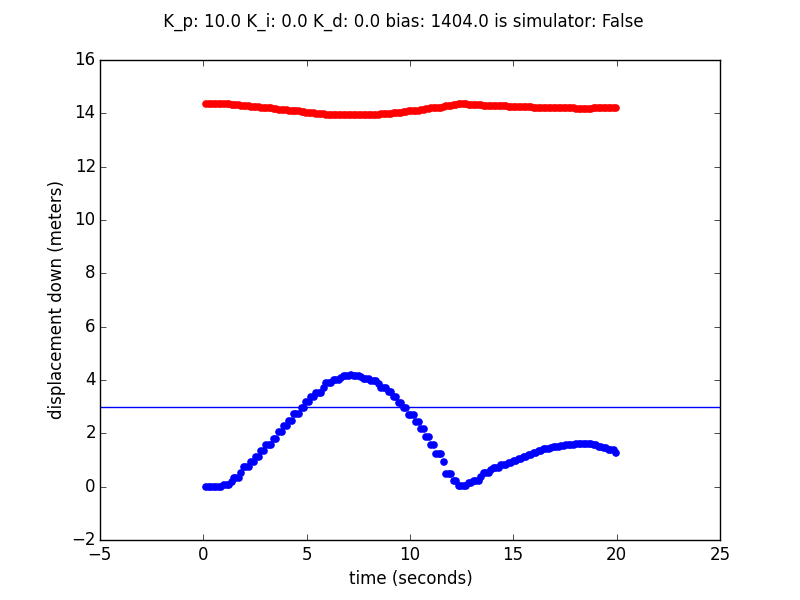 K_p: 10.0 K_i: 0.0 K_d: 0.0 bias: 1404.0 is simulator: False
16
14
12
10
8
6
4
2
0
−2
displacement down (meters)
−5 0 5 10 15 20 25
time (seconds)